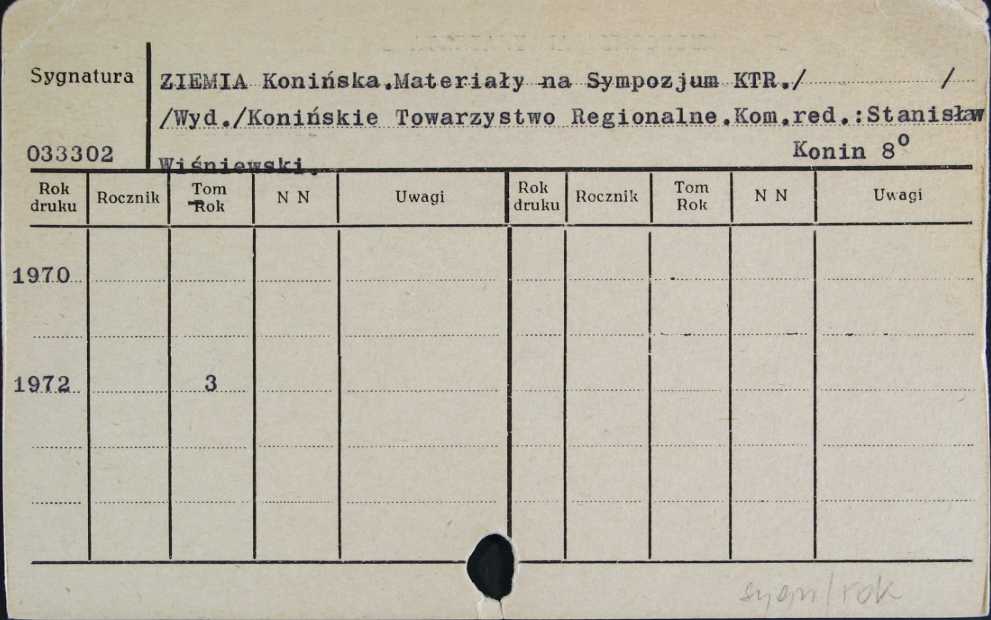 Sygnatura
ZIEMIA Konińska.Materiały na Sympozjum KTR./ /
/Wyd./Konińskie Towarzystwo Regionalne.Kom.red.:Stanisław
033302
Wiśniewski.
Konin 8º
Rok druku Rocznik Tom Rok N N Uwagi Rok druku Rocznik Tom Rok N N Uwagi
1970
1972 3
sygn/rok